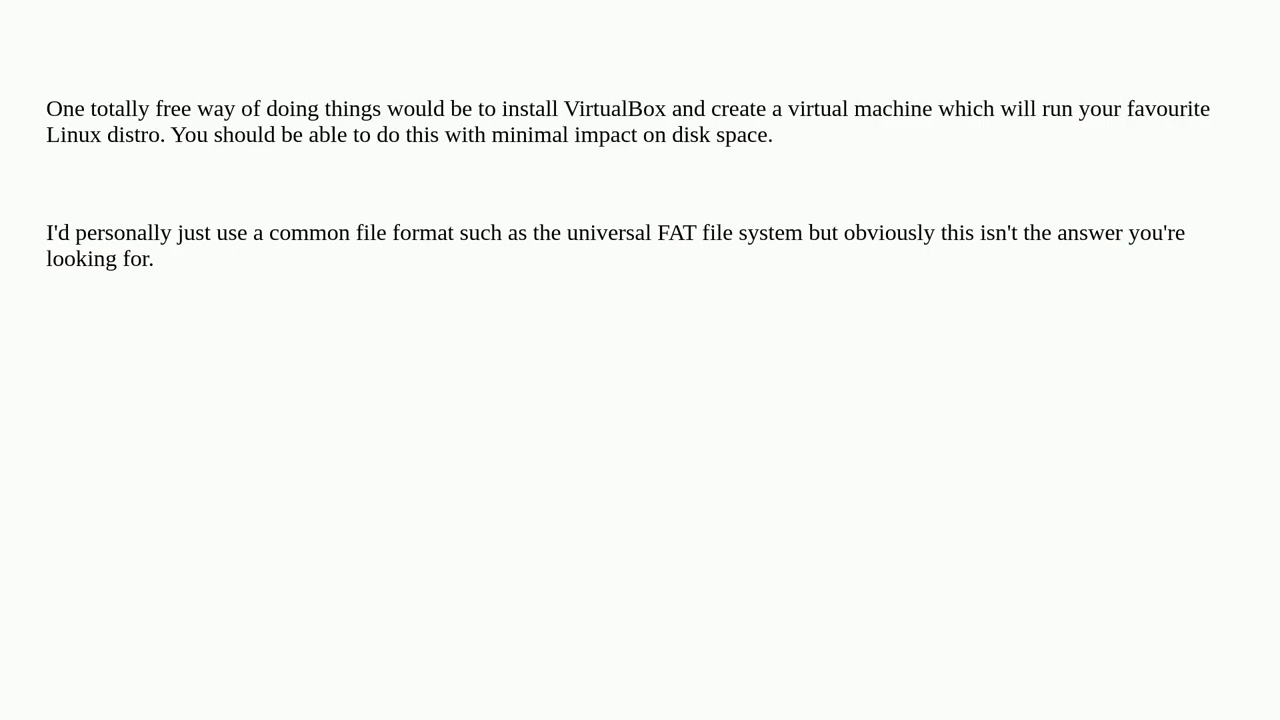 One totally free way of doing things would be to install VirtualBox and create a virtual machine which will run your favourite
Linux distro. You should be able to do this with minimal impact on disk space.
I'd personally just use a common file format such as the universal FAT file system but obviously this isn't the answer you're
looking for.